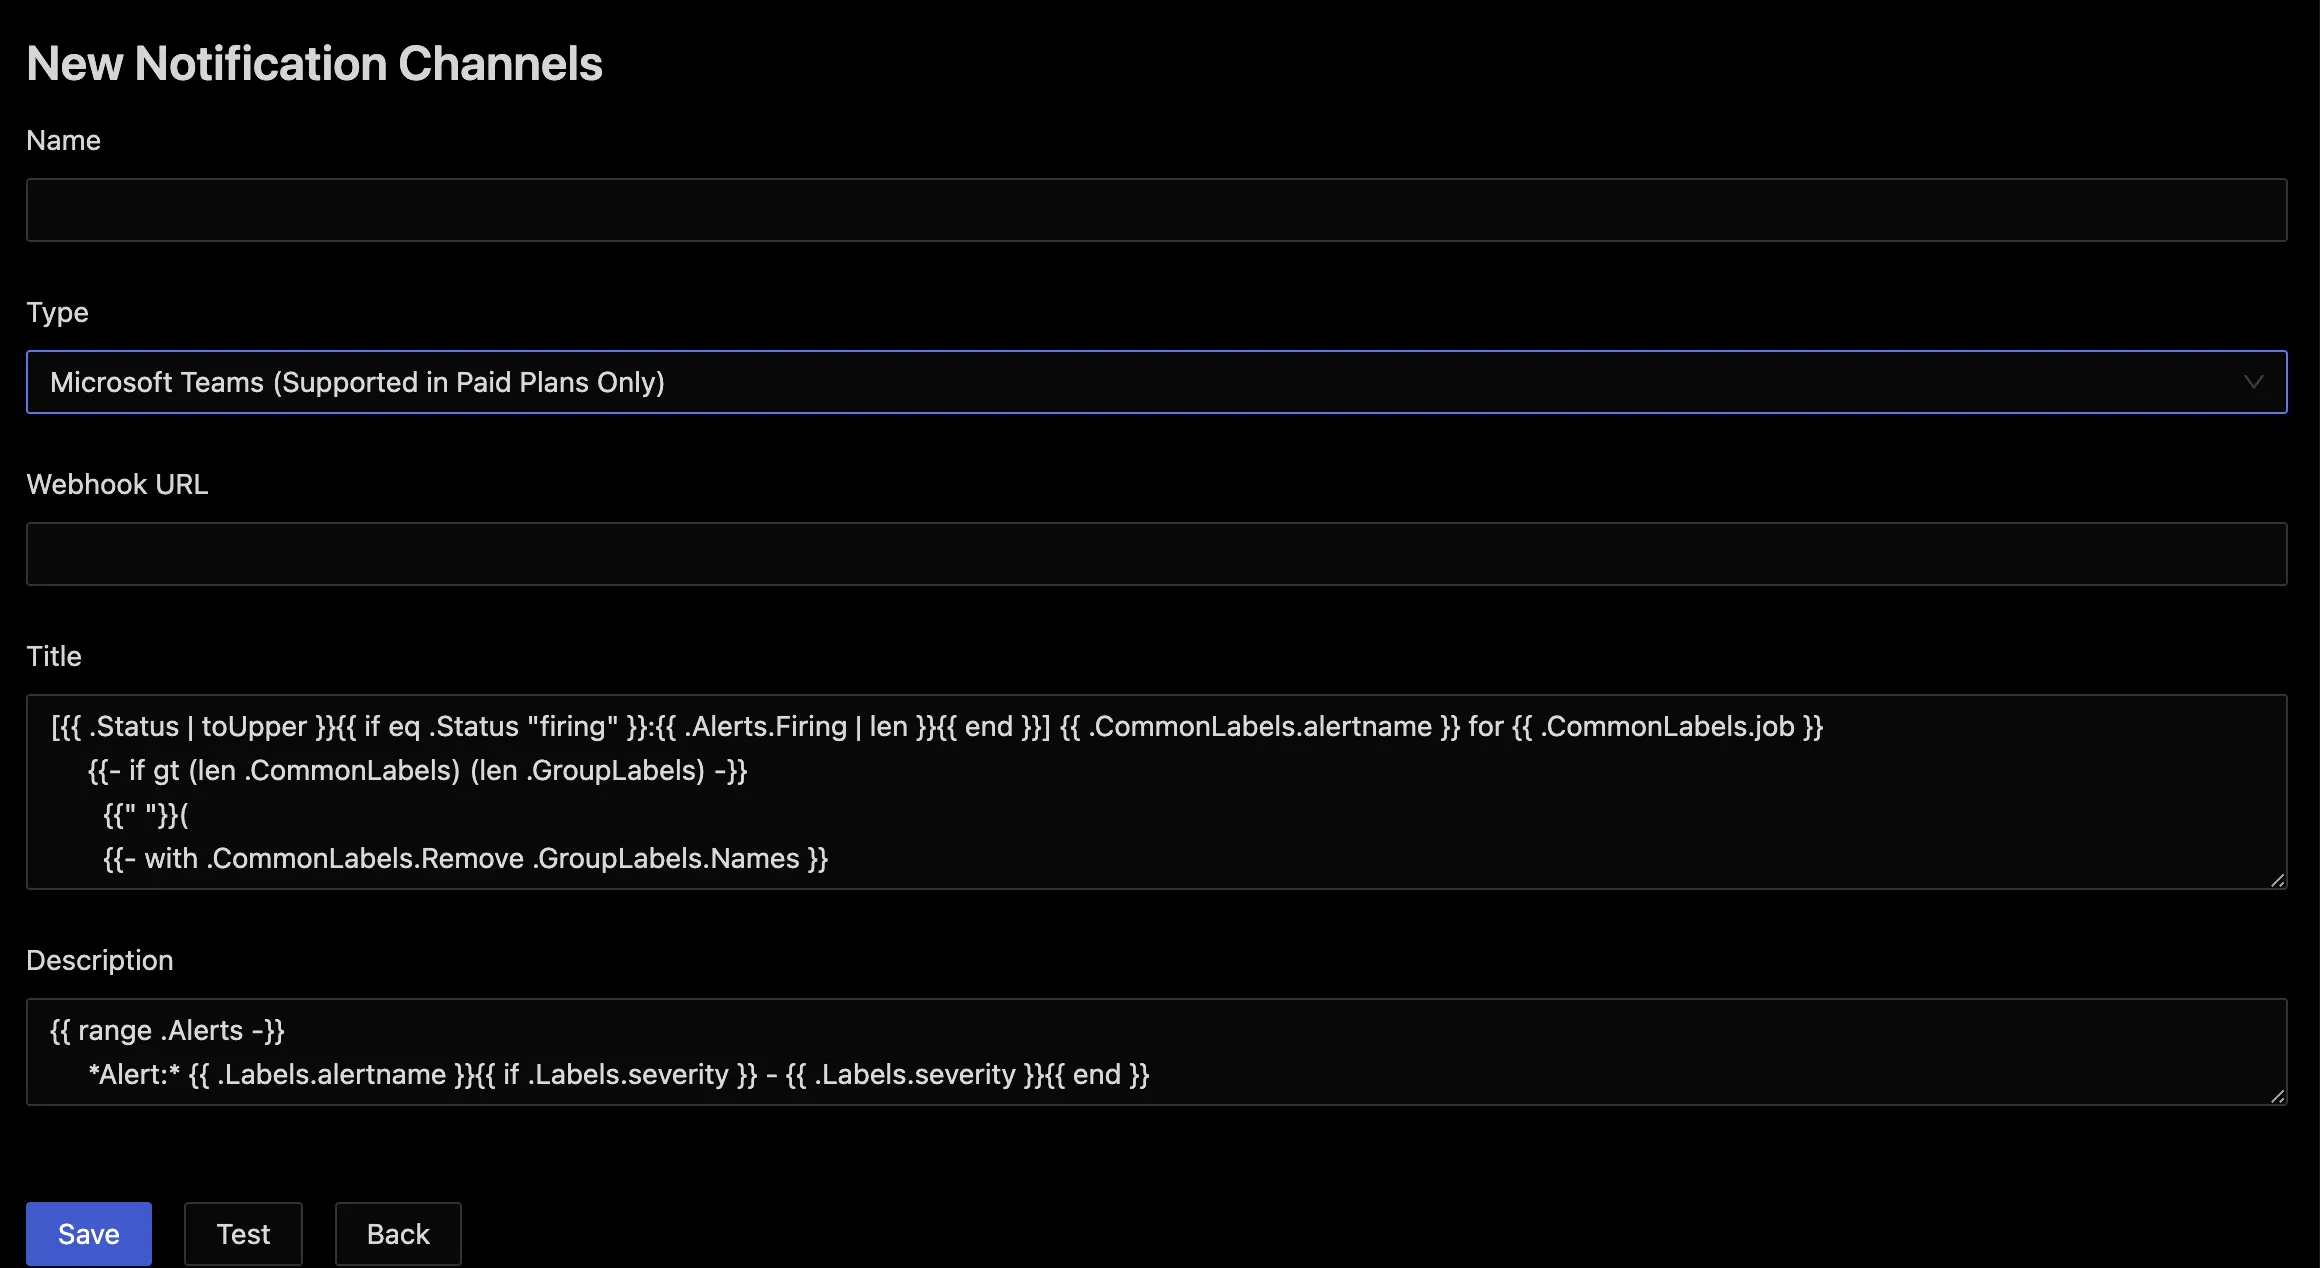 New Notification Channels
Name
Type
Microsoft Teams (Supported in Paid Plans Only)
Webhook URL
Title
[{{ .Status | toUpper }}{{ if eq .Status "firing" }}:{{ .Alerts.Firing | len }}{{ end }}] {{ .CommonLabels.alertname }} for {{ .CommonLabels.job }}
{{- if gt (len .CommonLabels) (len .GroupLabels) -}}
{{" "}}(
{{- with .CommonLabels.Remove .GroupLabels.Names }}
Description
{{ range .Alerts -}}
*Alert:* {{ .Labels.alertname }}{{ if .Labels.severity }} - {{ .Labels.severity }}{{ end }}
Save Test Back